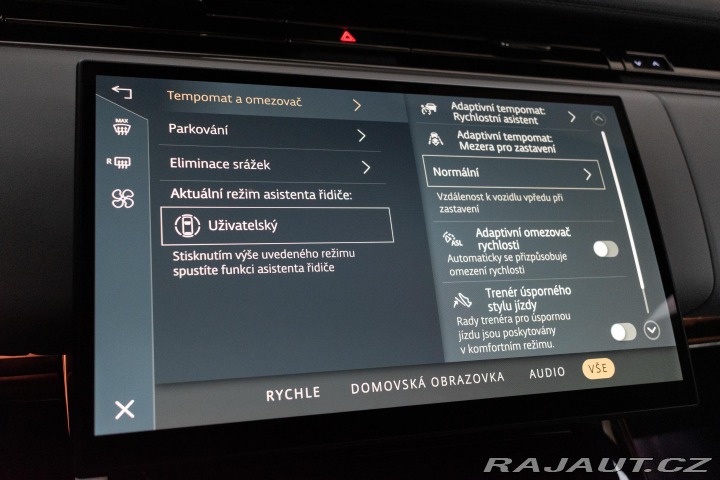 MAX
R
Tempomat a omezovač
Parkování
Eliminace srážek
Aktuální režim asistenta řidiče:
Uživatelský
Stisknutím výše uvedeného režimu
spustíte funkci asistenta řidiče
Adaptivní tempomat:
Rychlostní asistent
Adaptivní tempomat:
Mezera pro zastavení
Normální
Vzdálenost k vozidlu vpředu při
zastavení
ASL
Adaptivní omezovač
rychlosti
Automaticky se přizpůsobuje
omezení rychlosti
Trenér úsporného
stylu jízdy
Rady trenéra pro úspornou
jízdu jsou poskytovány
v komfortním režimu.
RYCHLE
DOMOVSKÁ OBRAZOVKA
AUDIO
VŠE
RAJAUT.CZ